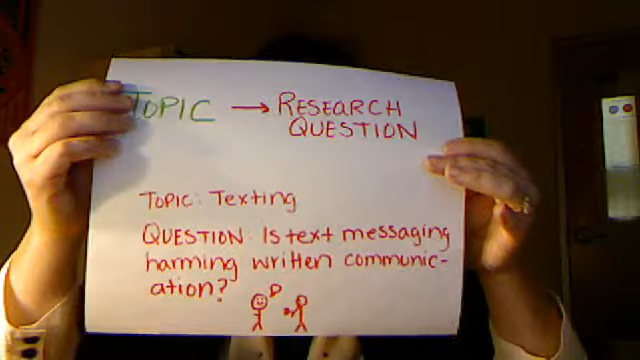 TOPIC → RESEARCH
QUESTION
TOPIC: Texting
QUESTION: Is text messaging
harming written communic-
ation?